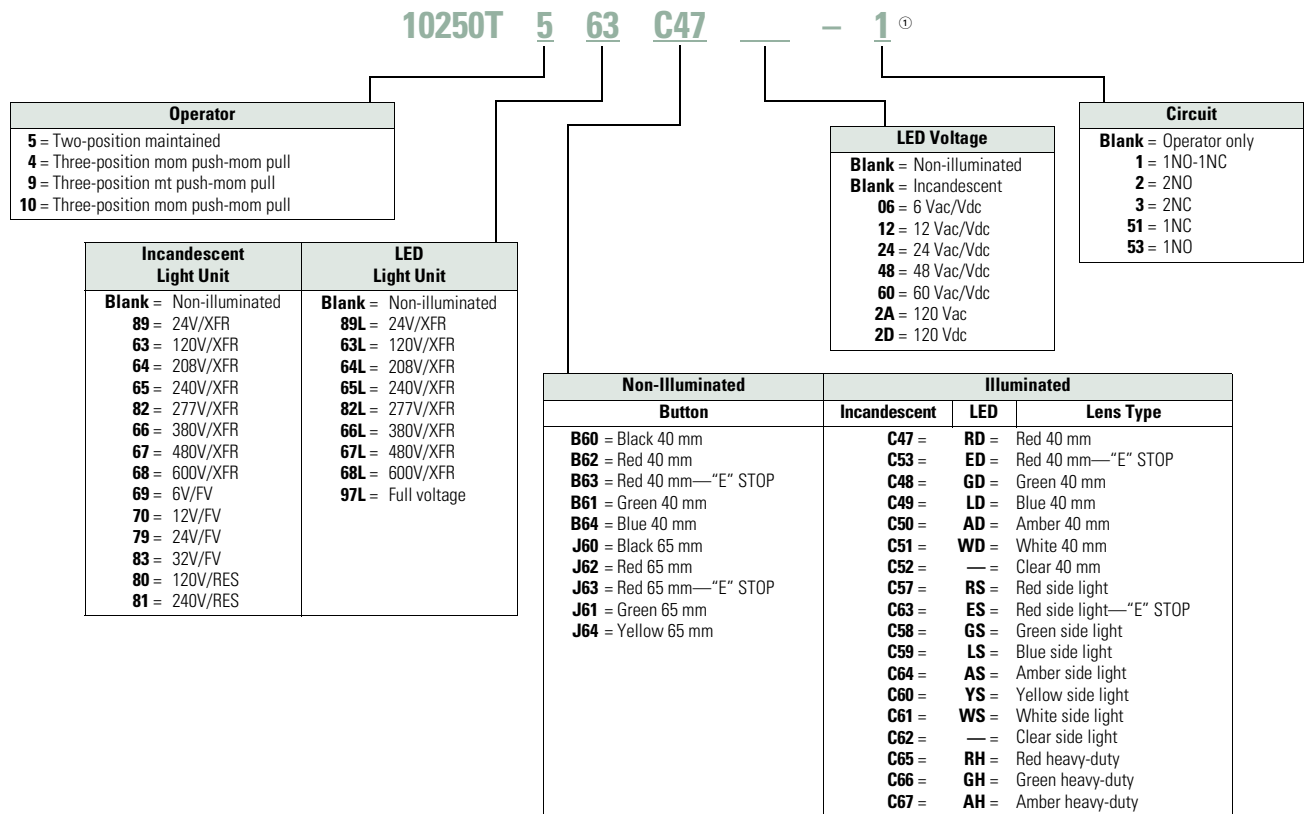 10250T 5 63 C47 ___ – 1 ①
Operator
5 = Two-position maintained
4 = Three-position mom push-mom pull
9 = Three-position mt push-mom pull
10 = Three-position mom push-mom pull
LED Voltage
Blank = Non-illuminated
Blank = Incandescent
06 = 6 Vac/Vdc
12 = 12 Vac/Vdc
24 = 24 Vac/Vdc
48 = 48 Vac/Vdc
60 = 60 Vac/Vdc
2A = 120 Vac
2D = 120 Vdc
Circuit
Blank = Operator only
1 = 1NO-1NC
2 = 2NO
3 = 2NC
51 = 1NC
53 = 1NO
Incandescent
Light Unit
Blank = Non-illuminated
89 = 24V/XFR
63 = 120V/XFR
64 = 208V/XFR
65 = 240V/XFR
82 = 277V/XFR
66 = 380V/XFR
67 = 480V/XFR
68 = 600V/XFR
69 = 6V/FV
70 = 12V/FV
79 = 24V/FV
83 = 32V/FV
80 = 120V/RES
81 = 240V/RES
LED
Light Unit
Blank = Non-illuminated
89L = 24V/XFR
63L = 120V/XFR
64L = 208V/XFR
65L = 240V/XFR
82L = 277V/XFR
66L = 380V/XFR
67L = 480V/XFR
68L = 600V/XFR
97L = Full voltage
Non-Illuminated
Button
B60 = Black 40 mm
B62 = Red 40 mm
B63 = Red 40 mm—“E” STOP
B61 = Green 40 mm
B64 = Blue 40 mm
J60 = Black 65 mm
J62 = Red 65 mm
J63 = Red 65 mm—“E” STOP
J61 = Green 65 mm
J64 = Yellow 65 mm
Illuminated
Incandescent LED Lens Type
C47 = RD = Red 40 mm
C53 = ED = Red 40 mm—“E” STOP
C48 = GD = Green 40 mm
C49 = LD = Blue 40 mm
C50 = AD = Amber 40 mm
C51 = WD = White 40 mm
C52 = — = Clear 40 mm
C57 = RS = Red side light
C63 = ES = Red side light—“E” STOP
C58 = GS = Green side light
C59 = LS = Blue side light
C64 = AS = Amber side light
C60 = YS = Yellow side light
C61 = WS = White side light
C62 = — = Clear side light
C65 = RH = Red heavy-duty
C66 = GH = Green heavy-duty
C67 = AH = Amber heavy-duty